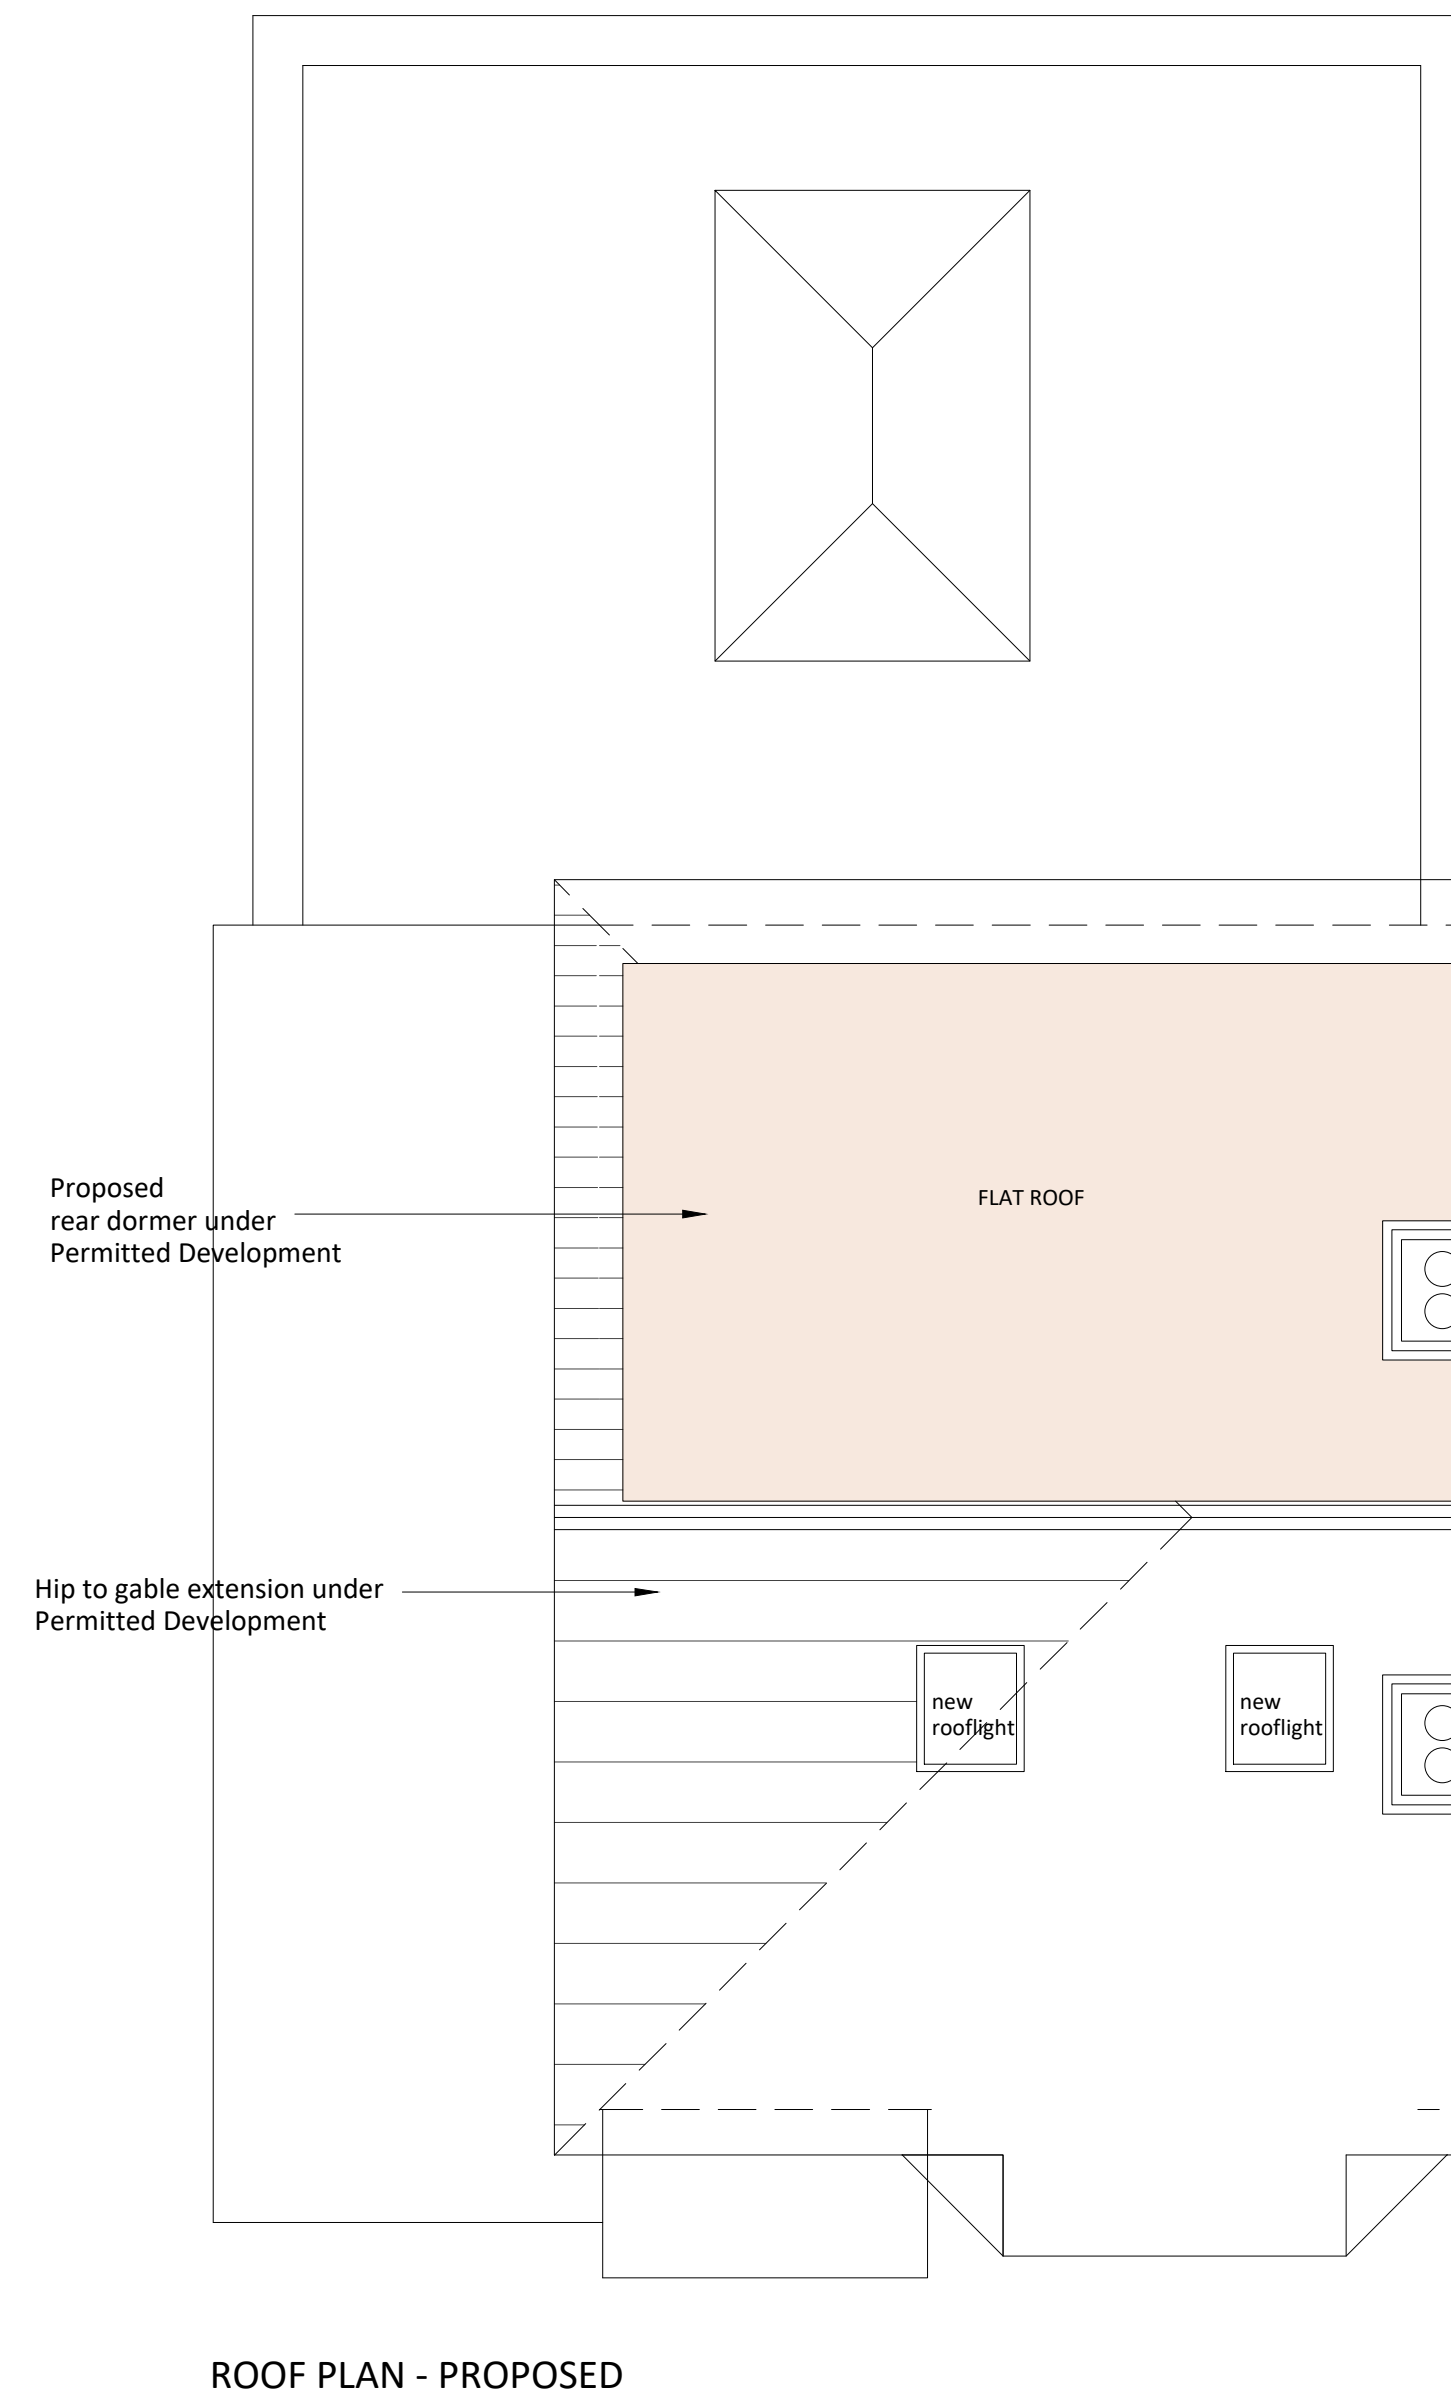 FLAT ROOF
Proposed
rear dormer under
Permitted Development
Hip to gable extension under
Permitted Development
new
rooflight
new
rooflight
ROOF PLAN - PROPOSED